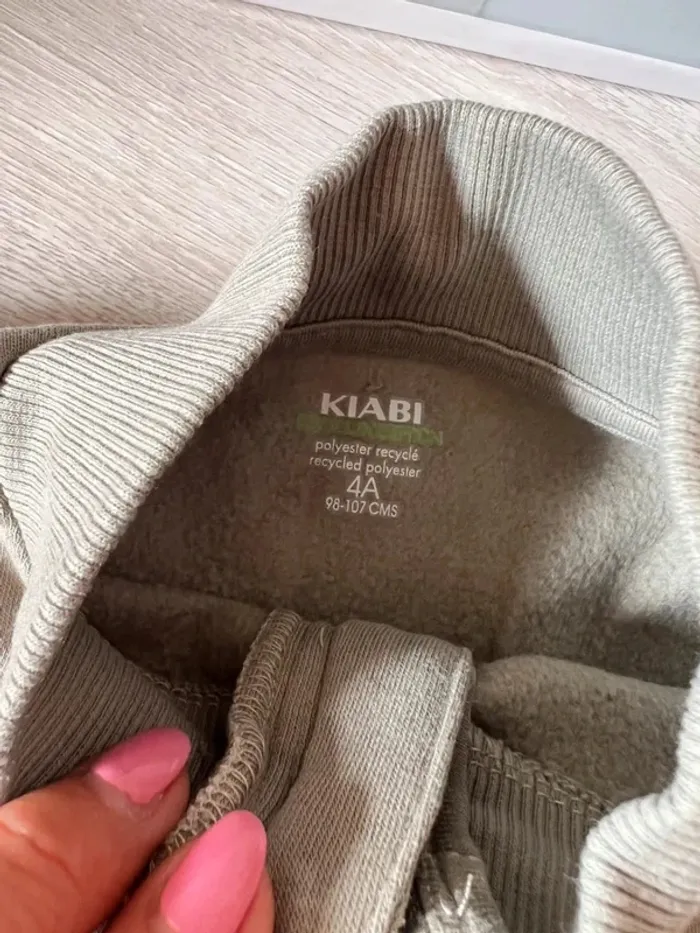 KIABI
polyester recyclé
recycled polyester
4A
98-107 CMS